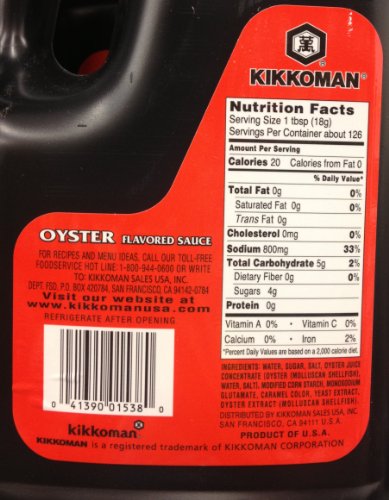 萬
KIKKOMAN®
Nutrition Facts
Serving Size 1 tbsp (18g)
Servings Per Container about 126
Amount Per Serving
Calories 20 Calories from Fat 0
% Daily Value*
Total Fat 0g 0%
Saturated Fat 0g 0%
Trans Fat 0g
Cholesterol 0mg 0%
Sodium 800mg 33%
Total Carbohydrate 5g 2%
Dietary Fiber 0g 0%
Sugars 4g
Protein 0g
Vitamin A 0% • Vitamin C 0%
Calcium 0% • Iron 2%
*Percent Daily Values are based on a 2,000 calorie diet.
INGREDIENTS: WATER, SUGAR, SALT, OYSTER JUICE
CONCENTRATE (OYSTER (MOLLUSCAN SHELLFISH),
WATER, SALT), MODIFIED CORN STARCH, MONOSODIUM
GLUTAMATE, CARAMEL COLOR, YEAST EXTRACT,
OYSTER EXTRACT (MOLLUSCAN SHELLFISH).
DISTRIBUTED BY KIKKOMAN SALES USA, INC.
SAN FRANCISCO, CA 94111 U.S.A.
PRODUCT OF U.S.A.
OYSTER FLAVORED SAUCE
FOR RECIPES AND MENU IDEAS, CALL OUR TOLL-FREE
FOODSERVICE HOT LINE: 1-800-944-0600 OR WRITE
TO: KIKKOMAN SALES USA, INC.
DEPT. FSD, P.O. BOX 420784, SAN FRANCISCO, CA 94142-0784
Visit our website at
www.kikkomanusa.com
REFRIGERATE AFTER OPENING
0 41390 01538 0
kikkoman®
KIKKOMAN is a registered trademark of KIKKOMAN CORPORATION